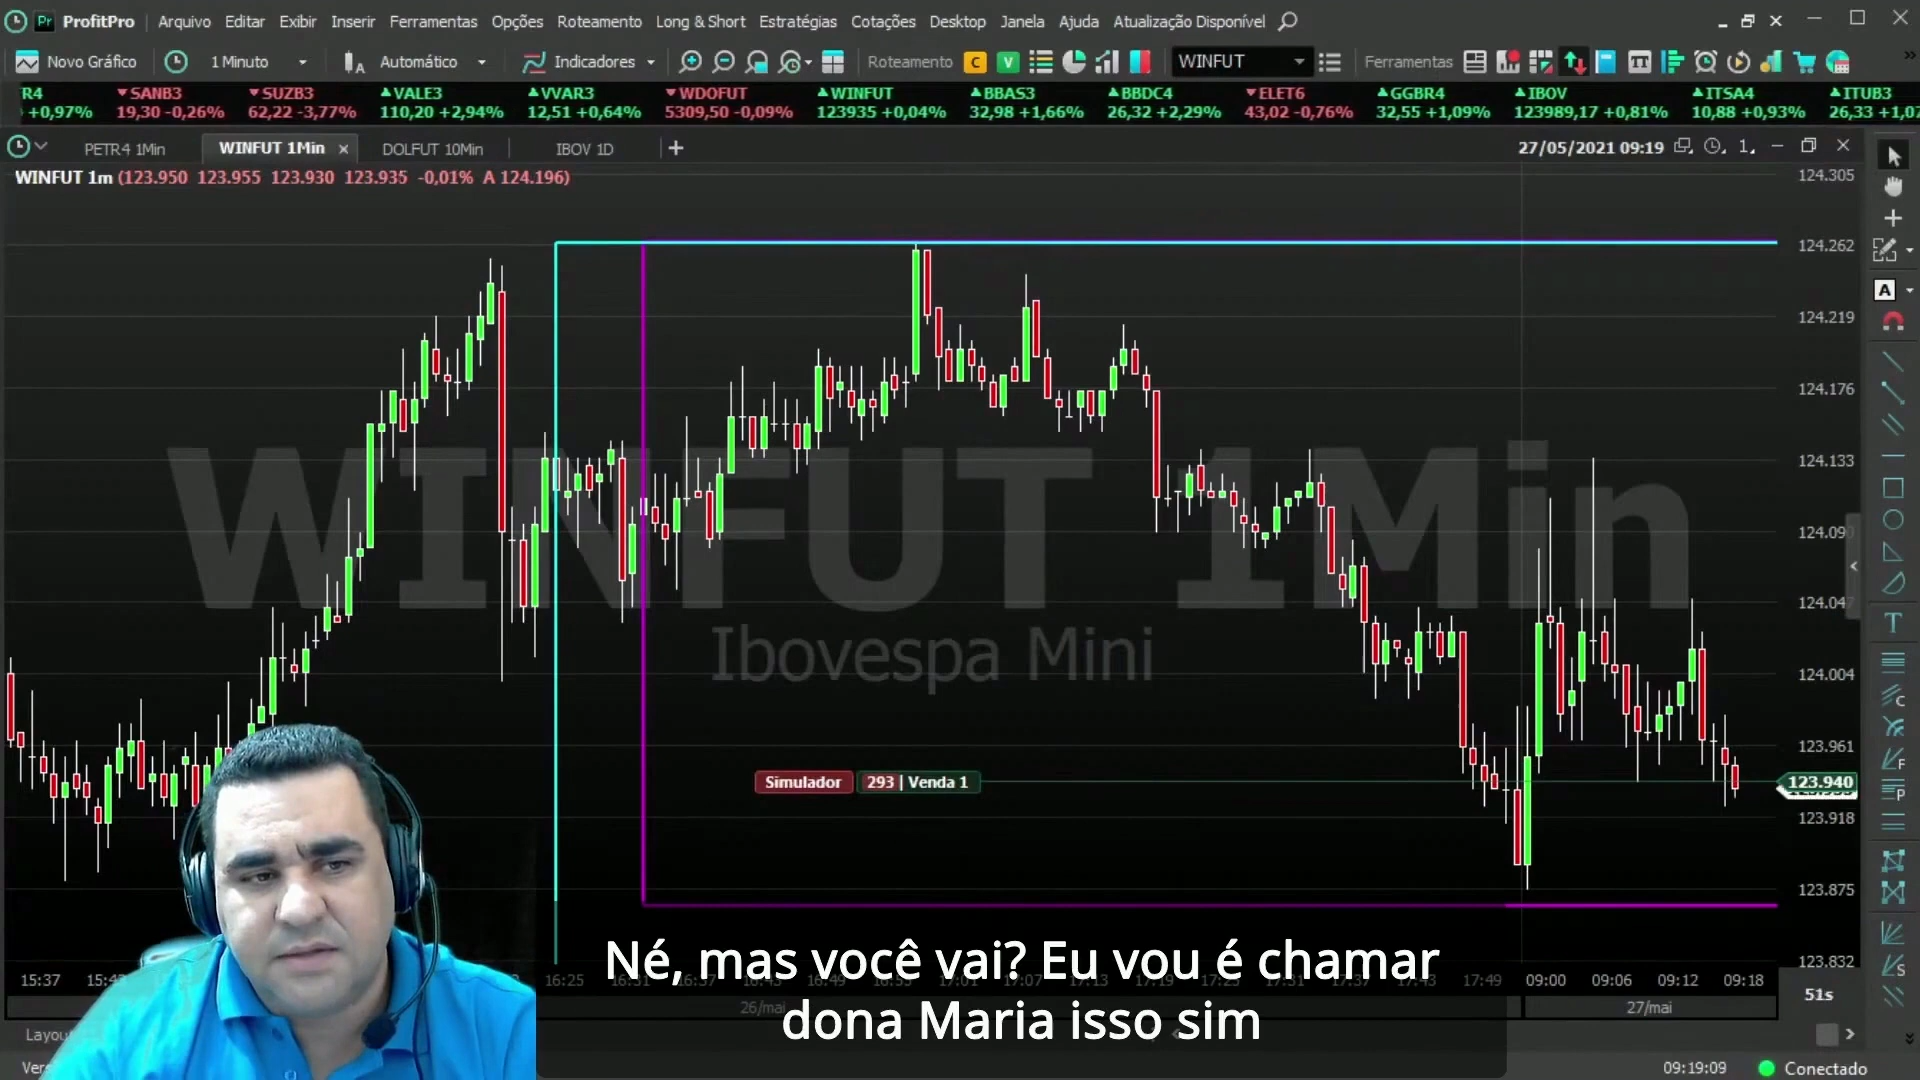 ProfitPro Arquivo Editar Exibir Inserir Ferramentas Opções Roteamento Long & Short Estratégias Cotações Desktop Janela Ajuda Atualização Disponível
Novo Gráfico 1 Minuto Automático Indicadores Roteamento C V WINFUT Ferramentas
R4 SANB3 SUZB3 VALE3 VVAR3 WDOFUT WINFUT BBAS3 BBDC4 ELET6 GGBR4 IBOV ITSA4 ITUB3
+0,97% 19,30 -0,26% 62,22 -3,77% 110,20 +2,94% 12,51 +0,64% 5309,50 -0,09% 123935 +0,04% 32,98 +1,66% 26,32 +2,29% 43,02 -0,76% 32,55 +1,09% 123989,17 +0,81% 10,88 +0,93% 26,33
PETR4 1Min WINFUT 1Min DOLFUT 10Min IBOV 1D 27/05/2021 09:19
WINFUT 1m (123.950 123.955 123.930 123.935 -0,01% A 124.196)
124.305
124.262
124.219
124.176
124.133
124.090
124.047
124.004
123.961
123.940
123.918
123.875
123.832
WINFUT 1Min
Ibovespa Mini
Simulador 293 | Venda 1
15:37 16:25 16:31 17:49 09:00 09:06 09:12 09:18
26/mai 27/mai
51s
Né, mas você vai? Eu vou é chamar
dona Maria isso sim
09:19:09 Conectado